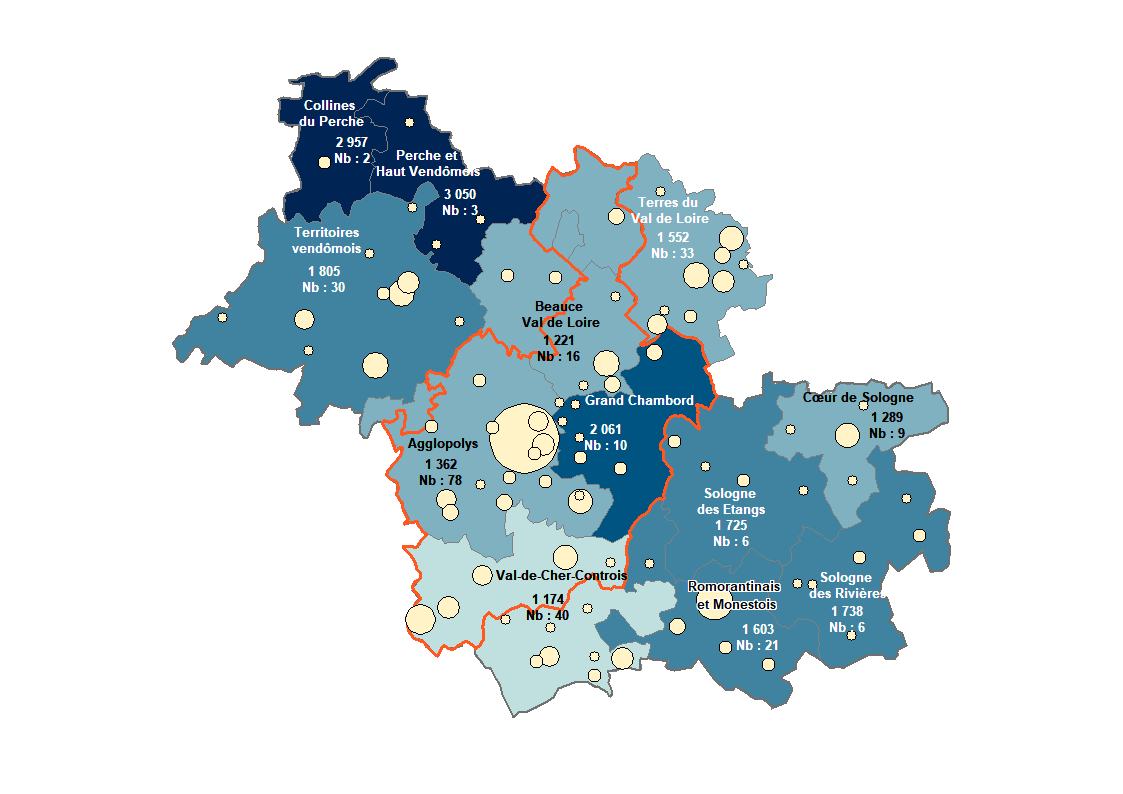 Collines
du Perche
2 957
Nb : 2
Perche et
Haut Vendômois
3 050
Nb : 3
Territoires
vendômois
1 805
Nb : 30
Terres du
Val de Loire
1 552
Nb : 33
Beauce
Val de Loire
1 221
Nb : 16
Grand Chambord
2 061
Nb : 10
Cœur de Sologne
1 289
Nb : 9
Agglopolys
1 362
Nb : 78
Sologne
des Etangs
1 725
Nb : 6
Val-de-Cher-Controis
1 174
Nb : 40
Romorantinais
et Monestois
1 603
Nb : 21
Sologne
des Rivières
1 738
Nb : 6